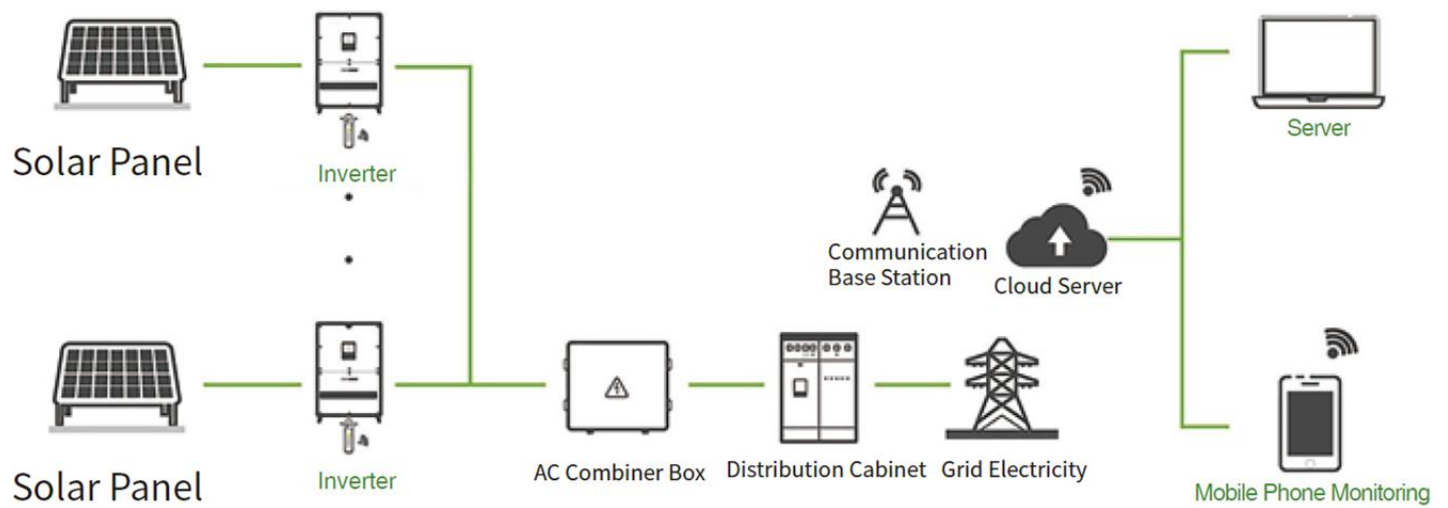 Solar Panel
Inverter
Server
Communication
Base Station
Cloud Server
Solar Panel
Inverter
AC Combiner Box
Distribution Cabinet
Grid Electricity
Mobile Phone Monitoring